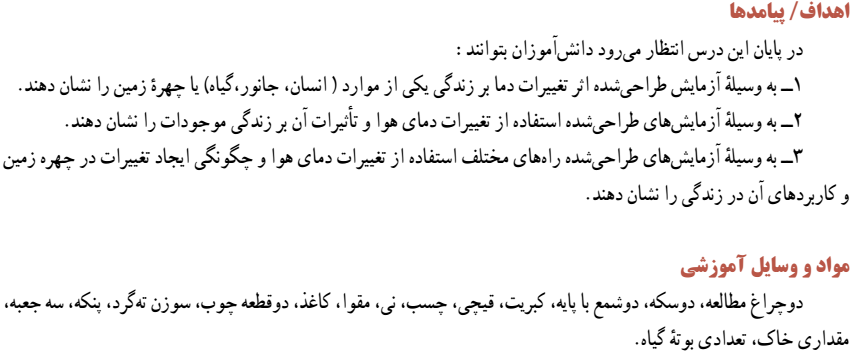 اهداف/ پیامدها
در پایان این درس انتظار می‌رود دانش‌آموزان بتوانند :
۱ــ به وسیلهٔ آزمایش طراحی‌شده اثر تغییرات دما بر زندگی یکی از موارد ( انسان، جانور،گیاه) یا چهرهٔ زمین را نشان دهند.
۲ــ به وسیلهٔ آزمایش‌های طراحی‌شده استفاده از تغییرات دمای هوا و تأثیرات آن بر زندگی موجودات را نشان دهند.
۳ــ به وسیلهٔ آزمایش‌های طراحی‌شده راه‌های مختلف استفاده از تغییرات دمای هوا و چگونگی ایجاد تغییرات در چهره زمین
و کاربردهای آن در زندگی را نشان دهند.
مواد و وسایل آموزشی
دوچراغ مطالعه، دوسکه، دوشمع با پایه، کبریت، قیچی، چسب، نی، مقوا، کاغذ، دوقطعه چوب، سوزن ته‌گرد، پنکه، سه جعبه،
مقداری خاک، تعدادی بوتهٔ گیاه.